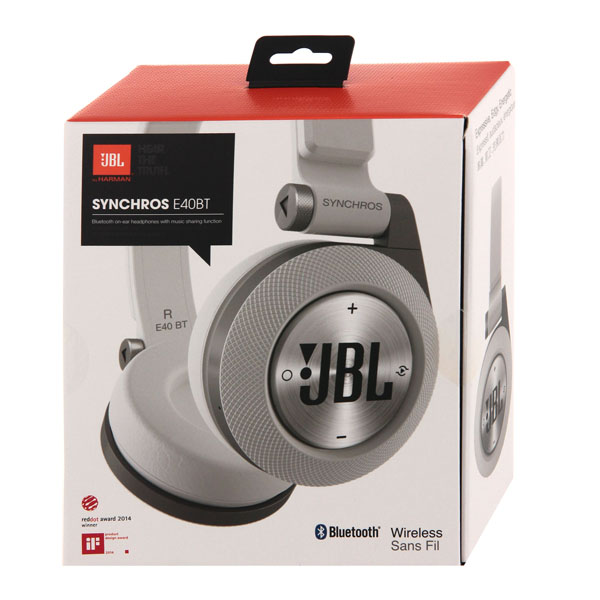 JBL
by HARMAN
HEAR
THE
TRUTH
SYNCHROS E40BT
Bluetooth on-ear headphones with music sharing function
SYNCHROS
R
E40 BT
+
JBL
−
reddot award 2014
winner
iF
product
design award
2014
Bluetooth®
Wireless
Sans Fil